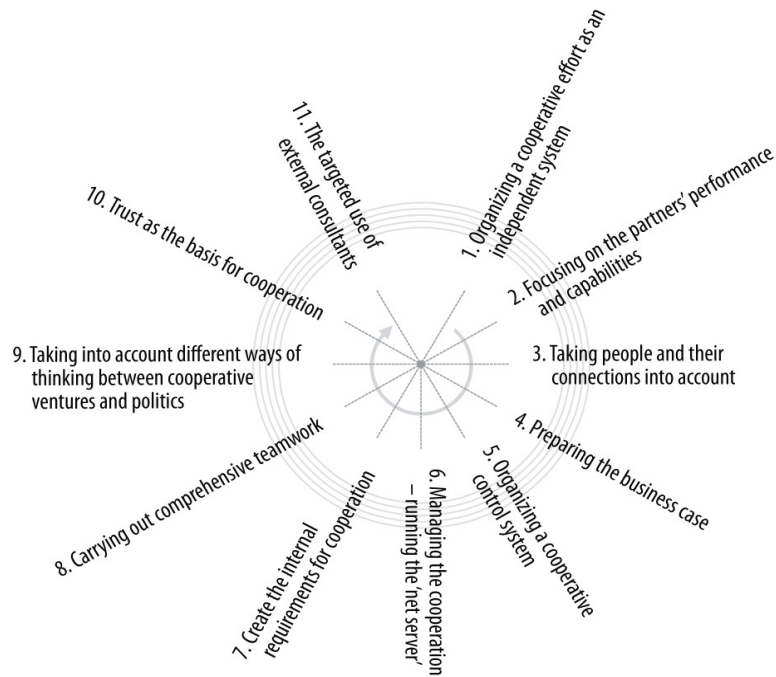 1. Organizing a cooperative effort as an
independent system
2. Focusing on the partners' performance
and capabilities
3. Taking people and their
connections into account
4. Preparing the business case
5. Organizing a cooperative
control system
6. Managing the cooperation
– running the 'net server'
7. Create the internal
requirements for cooperation
8. Carrying out comprehensive teamwork
9. Taking into account different ways of
thinking between cooperative
ventures and politics
10. Trust as the basis for cooperation
11. The targeted use of
external consultants